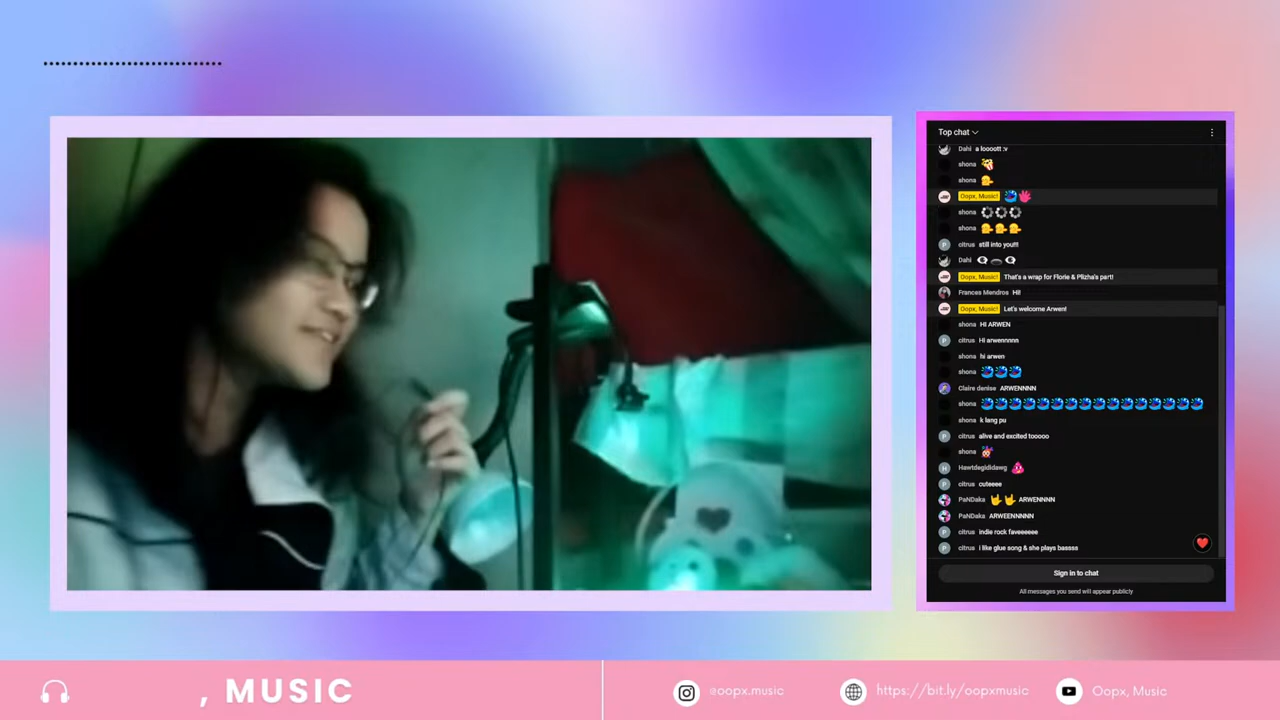 Top chat
Dahi a loooott :v
shona
shona
Oopx, Music!
shona
shona
citrus still into you!!!
Dahi
Oopx, Music! That's a wrap for Florie & Plizha's part!
Frances Mendros HI!
Oopx, Music! Let's welcome Arwen!
shona HI ARWEN
citrus Hi arwennnnn
shona hi arwen
shona
Claire denise ARWENNNN
shona
shona k lang pu
citrus alive and excited tooooo
shona
Hawtdegididawg
citrus cuteeee
PaNDaka ARWENNNN
PaNDaka ARWEENNNNN
citrus indie rock faveeeeee
citrus i like glue song & she plays bassss
Sign in to chat
All messages you send will appear publicly
, MUSIC
@oopx.music
https://bit.ly/oopxmusic
Oopx, Music